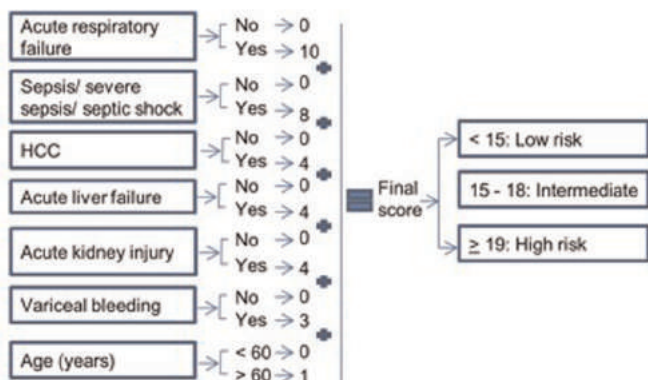 Acute respiratory
failure
No → 0
Yes → 10
Sepsis/ severe
sepsis/ septic shock
No → 0
Yes → 8
HCC
No → 0
Yes → 4
Acute liver failure
No → 0
Yes → 4
Acute kidney injury
No → 0
Yes → 4
Variceal bleeding
No → 0
Yes → 3
Age (years)
< 60 → 0
> 60 → 1
Final
score
< 15: Low risk
15 - 18: Intermediate
≥ 19: High risk